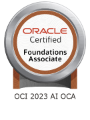 ORACLE
Certified
Foundations
Associate
OCI 2023 AI OCA